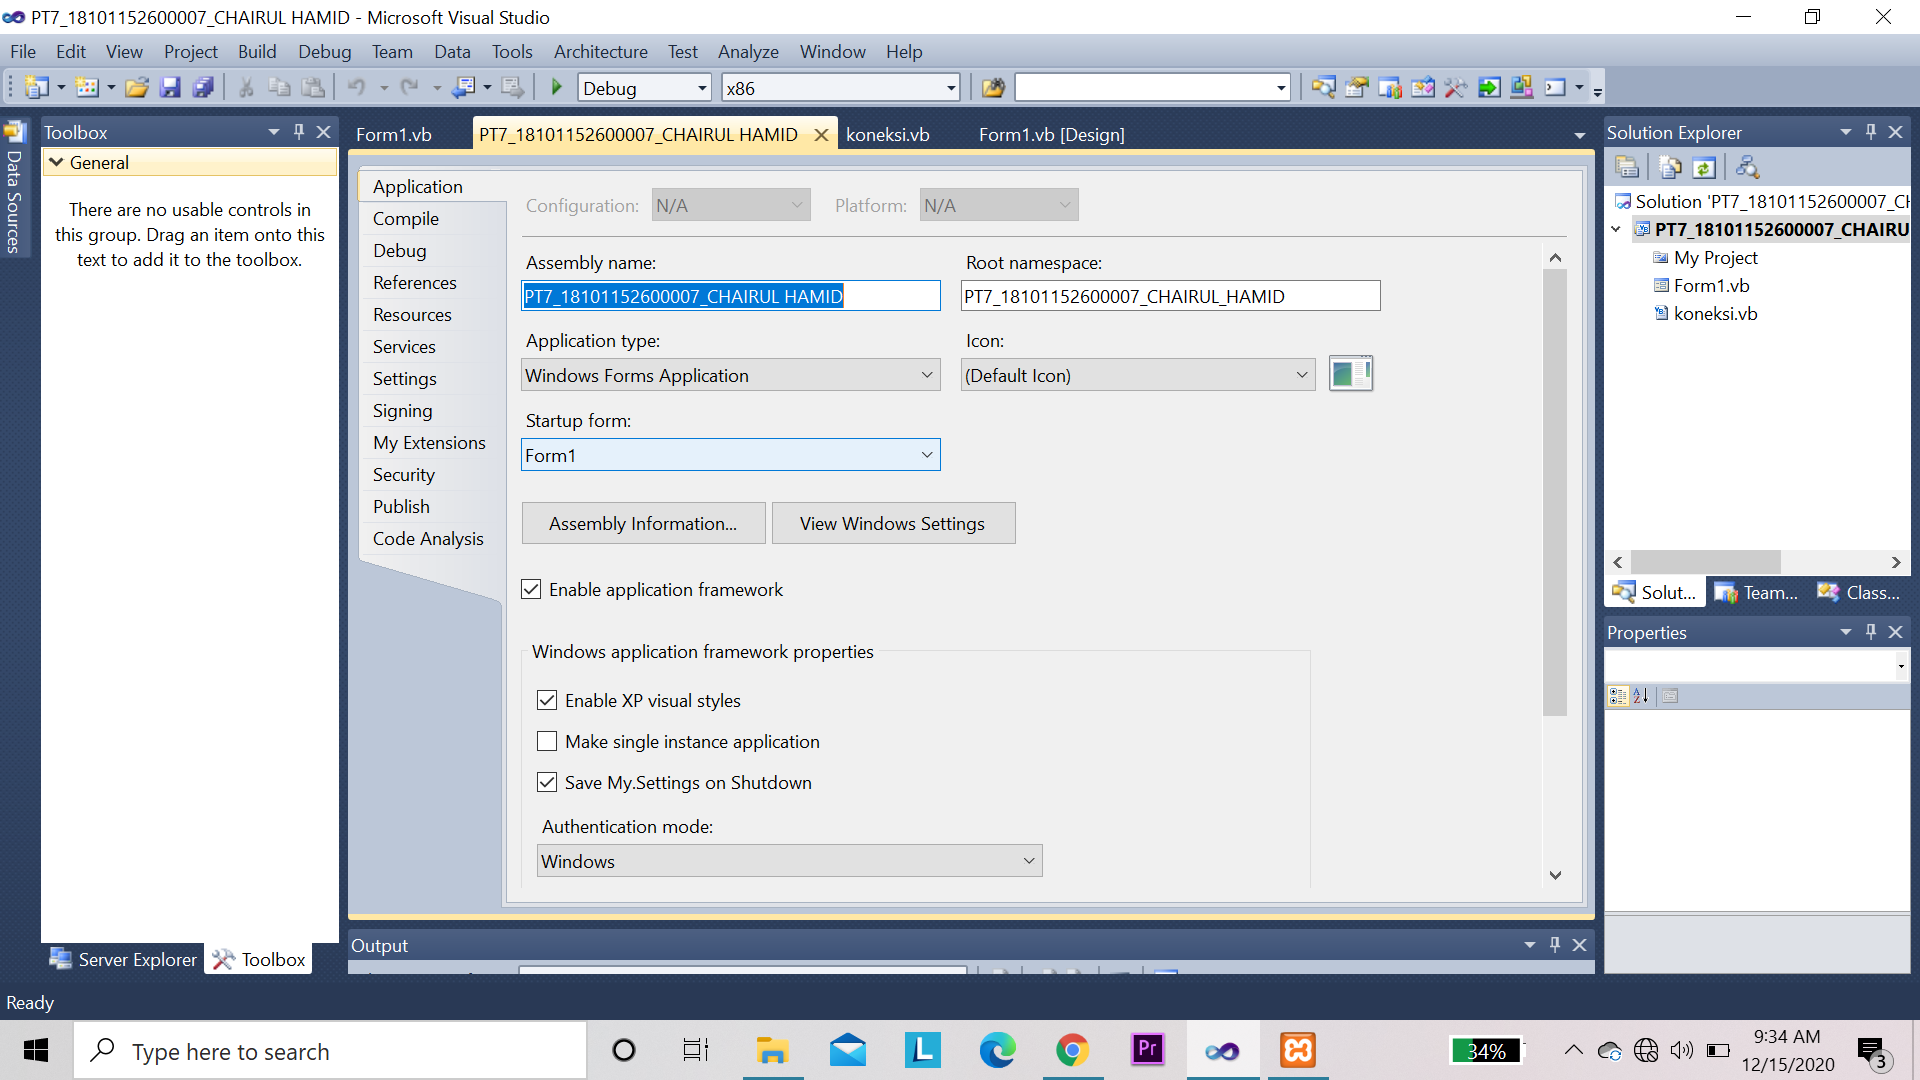 PT7_18101152600007_CHAIRUL HAMID - Microsoft Visual Studio
File Edit View Project Build Debug Team Data Tools Architecture Test Analyze Window Help
Debug x86
Data Sources
Toolbox
General
There are no usable controls in
this group. Drag an item onto this
text to add it to the toolbox.
Server Explorer Toolbox
Form1.vb PT7_18101152600007_CHAIRUL HAMID koneksi.vb Form1.vb [Design]
Application
Compile
Debug
References
Resources
Services
Settings
Signing
My Extensions
Security
Publish
Code Analysis
Configuration: N/A Platform: N/A
Assembly name: Root namespace:
PT7_18101152600007_CHAIRUL HAMID PT7_18101152600007_CHAIRUL_HAMID
Application type: Icon:
Windows Forms Application (Default Icon)
Startup form:
Form1
Assembly Information... View Windows Settings
Enable application framework
Windows application framework properties
Enable XP visual styles
Make single instance application
Save My.Settings on Shutdown
Authentication mode:
Windows
Output
Solution Explorer
Solution 'PT7_18101152600007_CH
PT7_18101152600007_CHAIRU
My Project
Form1.vb
koneksi.vb
Solut... Team... Class...
Properties
Ready
Type here to search
L
Pr
34%
9:34 AM
12/15/2020
3